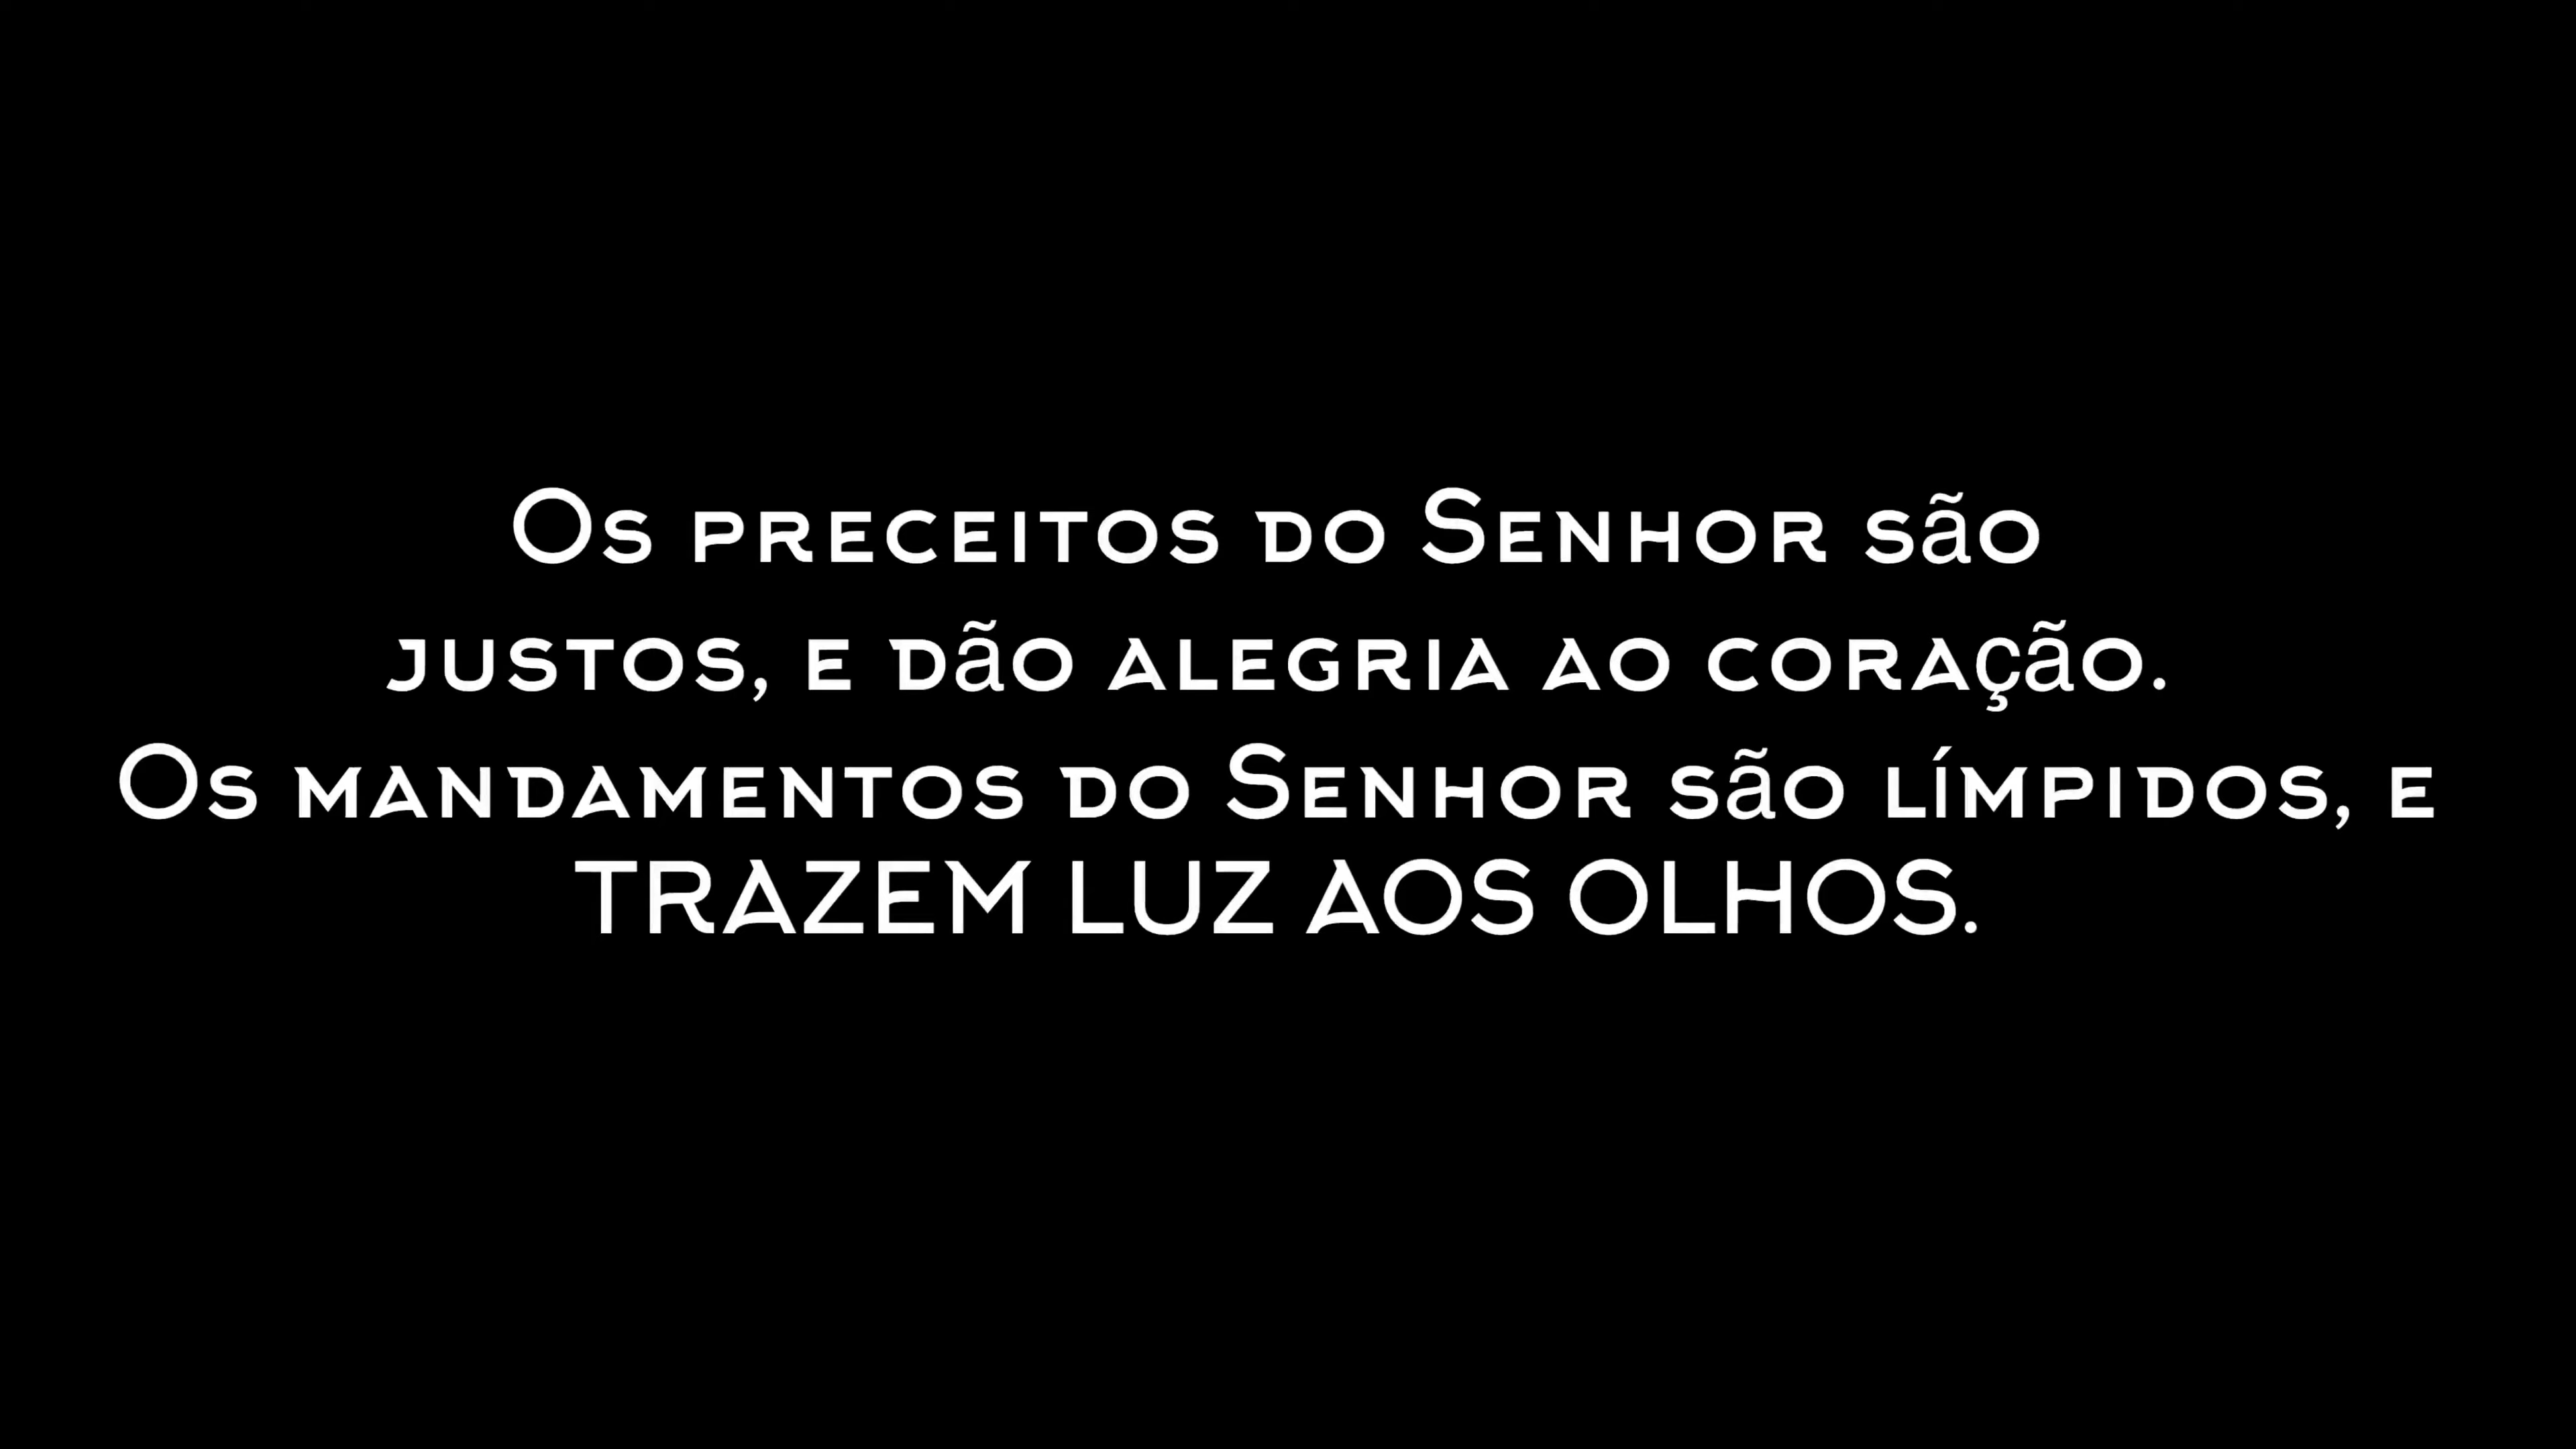 Os preceitos do Senhor são
justos, e dão alegria ao coração.
Os mandamentos do Senhor são límpidos, e
TRAZEM LUZ AOS OLHOS.